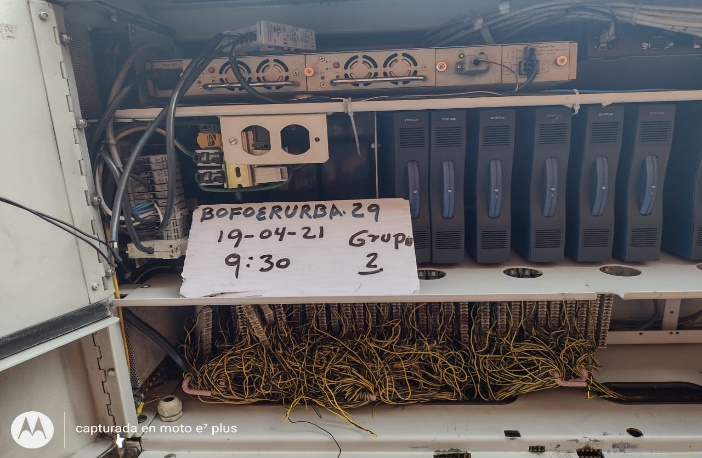 BOFOERURBA.29
19-04-21
9:30
Grupo
2
capturada en moto e⁷ plus